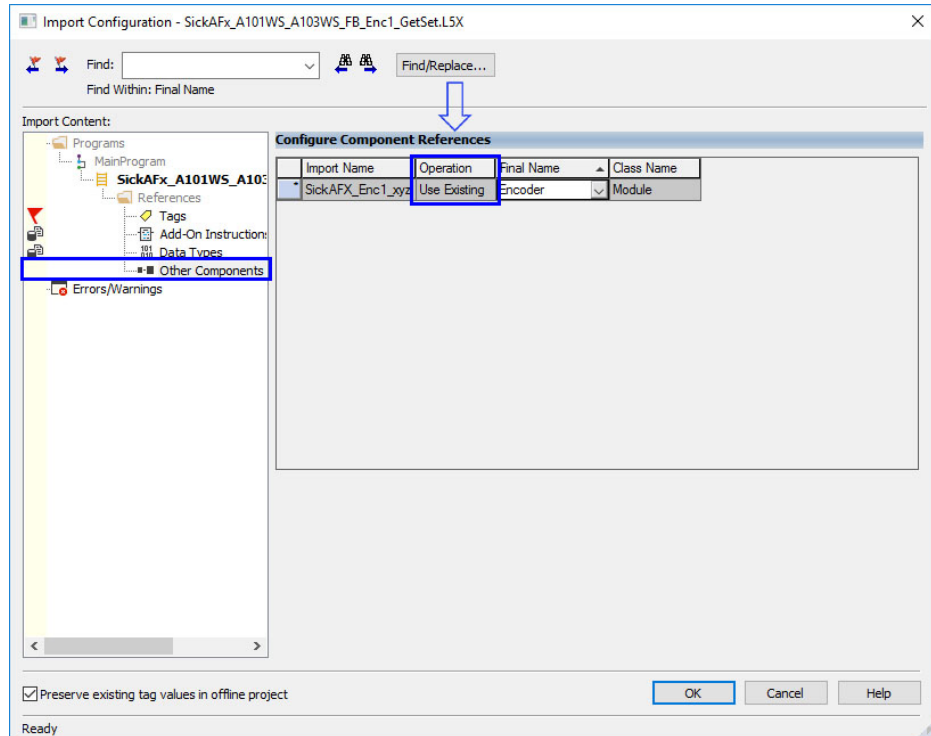 Import Configuration - SickAFx_A101WS_A103WS_FB_Enc1_GetSet.L5X
Find:
Find/Replace...
Find Within: Final Name
Import Content:
Programs
MainProgram
SickAFx_A101WS_A103
References
Tags
Add-On Instructions
Data Types
Other Components
Errors/Warnings
Configure Component References
Import Name Operation Final Name Class Name
SickAFX_Enc1_xyz Use Existing Encoder Module
Preserve existing tag values in offline project
OK Cancel Help
Ready